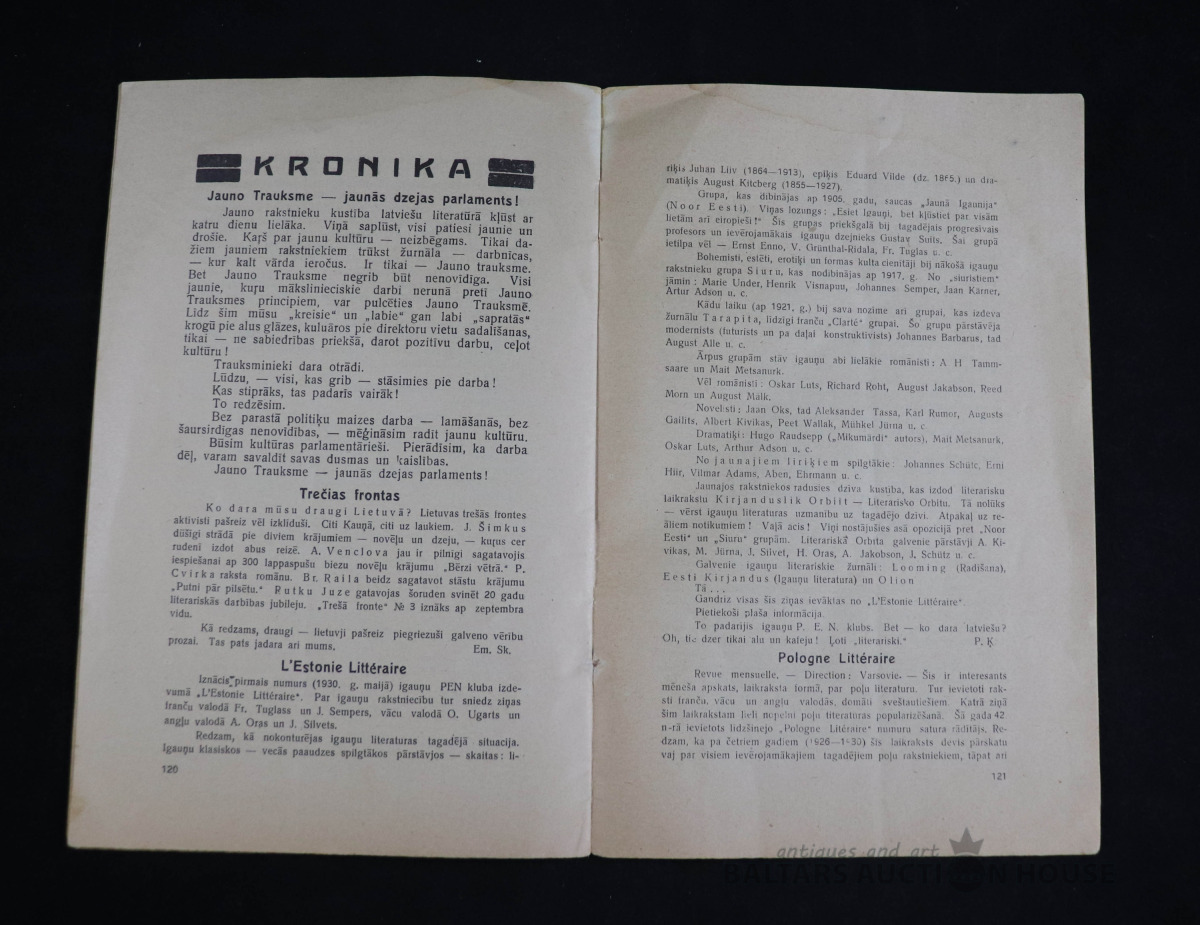 KRONIKA
Jauno Trauksme — jaunās dzejas parlaments!
Jauno rakstnieku kustība latviešu literatūrā kļūst ar
katru dienu lielāka. Viņā saplūst, visi patiesi jaunie un
drošie. Kaŗš par jaunu kultūru — neizbēgams. Tikai da-
žiem jauniem rakstniekiem trūkst žurnāla — darbnīcas,
— kur kalt vārda ieročus. Ir tikai — Jauno trauksme.
Bet Jauno Trauksme negrib būt nenovīdīga. Visi
jaunie, kuŗu mākslinieciskie darbi nerunā pretī Jauno
Trauksmes principiem, var pulcēties Jauno Trauksmē.
Līdz šim mūsu „kreisie“ un „labie“ gan labi „sapratās“
krogū pie alus glāzes, kuluāros pie direktoru vietu sadalīšanas,
tikai — ne sabiedrības priekšā, darot pozitīvu darbu, ceļot
kultūru!
Trauksminieki dara otrādi.
Lūdzu, — visi, kas grib — stāsimies pie darba!
Kas stiprāks, tas padarīs vairāk!
To redzēsim.
Bez parastā politiķu maizes darba — lamāšanās, bez
šaursirdīgas nenovīdības, — mēģināsim radīt jaunu kultūru.
Būsim kultūras parlamentārieši. Pierādīsim, ka darba
dēļ, varam savaldīt savas dusmas un kaislības.
Jauno Trauksme — jaunās dzejas parlaments!
Trečias frontas
Ko dara mūsu draugi Lietuvā? Lietuvas trešās frontes
aktivisti pašreiz vēl izklīduši. Citi Kauņā, citi uz laukiem. J. Šimkus
dūšīgi strādā pie diviem krājumiem — noveļu un dzeju, — kuŗus cer
rudenī izdot abus reizē. A. Venclova jau ir pilnīgi sagatavojis
iespiešanai ap 300 lappaspušu biezu noveļu krājumu „Bērzi vētrā.“ P.
Cvirka raksta romānu. Br. Raila beidz sagatavot stāstu krājumu
„Putni pār pilsētu.“ Rutku Juze gatavojas šoruden svinēt 20 gadu
literariskās darbības jubileju. „Trešā fronte“ № 3 iznāks ap septembra
vidu.
Kā redzams, draugi — lietuvji pašreiz piegriezuši galveno vērību
prozai. Tas pats jadara arī mums.
Em. Sk.
L'Estonie Littéraire
Iznācis pirmais numurs (1930. g. maijā) igauņu PEN kluba izde-
vumā „L'Estonie Littéraire“. Par igauņu rakstniecību tur sniedz ziņas
franču valodā Fr. Tuglass un J. Sempers, vācu valodā O. Ugarts un
angļu valodā A. Oras un J. Silvets.
Redzam, kā nokonturējas igauņu literaturas tagadējā situacija.
Igauņu klasiskos — vecās paaudzes spilgtākos pārstāvjos — skaitas: li-
120
riķis Juhan Liiv (1864—1913), epiķis Eduard Vilde (dz. 1865.) un dra-
matiķis August Kitcberg (1855—1927).
Grupa, kas dibinājas ap 1905. gadu, saucas „Jaunā Igaunija“
(Noor Eesti). Viņas lozungs: „Esiet igauņi, bet kļūstiet par visām
lietām arī eiropieši!“ Šīs grupas priekšgalā bij tagadējais progresivais
profesors un ievērojamākais igauņu dzejnieks Gustav Suits. Šai grupā
ietilpa vēl — Ernst Enno, V. Grünthal-Ridala, Fr. Tuglas u. c.
Bohemisti, estēti, erotiķi un formas kulta cienītāji bij nākošā igauņu
rakstnieku grupa Siuru, kas nodibinājas ap 1917. g. No „siuristiem“
jāmin: Marie Under, Henrik Visnapuu, Johannes Semper, Jaan Kärner,
Artur Adson u. c.
Kādu laiku (ap 1921. g.) bij sava nozīme arī grupai, kas izdeva
žurnālu Tarapita, līdzīgi franču „Clarté“ grupai. Šo grupu pārstāvēja
modernists (futurists un pa daļai konstruktivists) Johannes Barbarus, tad
August Alle u. c.
Ārpus grupām stāv igauņu abi lielākie romānisti: A H Tamm-
saare un Mait Metsanurk.
Vēl romānisti: Oskar Luts, Richard Roht, August Jakabson, Reed
Morn un August Mälk.
Novelisti: Jaan Oks, tad Aleksander Tassa, Karl Rumor, Augusts
Gailits, Albert Kivikas, Peet Wallak, Miihkel Jürna u. c
Dramatiķi: Hugo Raudsepp („Mikumärdi“ autors), Mait Metsanurk,
Oskar Luts, Arthur Adson u. c.
No jaunajiem liriķiem spilgtākie: Johannes Schütz, Erni
Hiir, Vilmar Adams, Aben, Ehrmann u. c.
Jaunajos rakstniekos radusies dzīva kustība, kas izdod literarisku
laikrakstu Kirjanduslik Orbiit — Literarisko Orbitu. Tā nolūks
— vērst igauņu literaturas uzmanību uz tagadējo dzīvi. Atpakaļ uz re-
āliem notikumiem! Vaļā acis! Viņi nostājušies asā opozicijā pret „Noor
Eesti“ un „Siuru“ grupām. Literariskā Orbita galvenie pārstāvji A. Ki-
vikas, M. Jürna, J. Silvet, H. Oras, A. Jakobson, J. Schütz u. c.
Galvenie igauņu literariskie žurnāli: Looming (Radīšana),
Eesti Kirjandus (Igauņu literatura) un Olion
Tā . . .
Gandrīz visas šīs ziņas ievāktas no „L'Estonie Littéraire“.
Pietiekoši plaša informācija.
To padarījis igauņu P. E. N. klubs. Bet — ko dara latviešu?
Oh, tie dzer tikai alu un kafeju! Ļoti „literariski.“
P. Ķ.
Pologne Littéraire
Revue mensuelle. — Direction: Varsovie. — Šis ir interesants
mēneša apskats, laikraksta formā, par poļu literaturu. Tur ievietoti rak-
sti franču, vācu un angļu valodās, domāti sveštautiešiem. Katrā ziņā
šim laikrakstam lieli nopelni poļu literaturas popularizēšanā. Šā gada 42
n-rā ievietots līdzšinejo „Pologne Litéraire“ numura satura rādītājs. Re-
dzam, ka pa četriem gadiem (1926—1930) šis laikraksts devis pārskatu
vaj par visiem ievērojamākajiem tagadējiem poļu rakstniekiem, tāpat arī
121
antiques and art
BALTARS AUCTION HOUSE